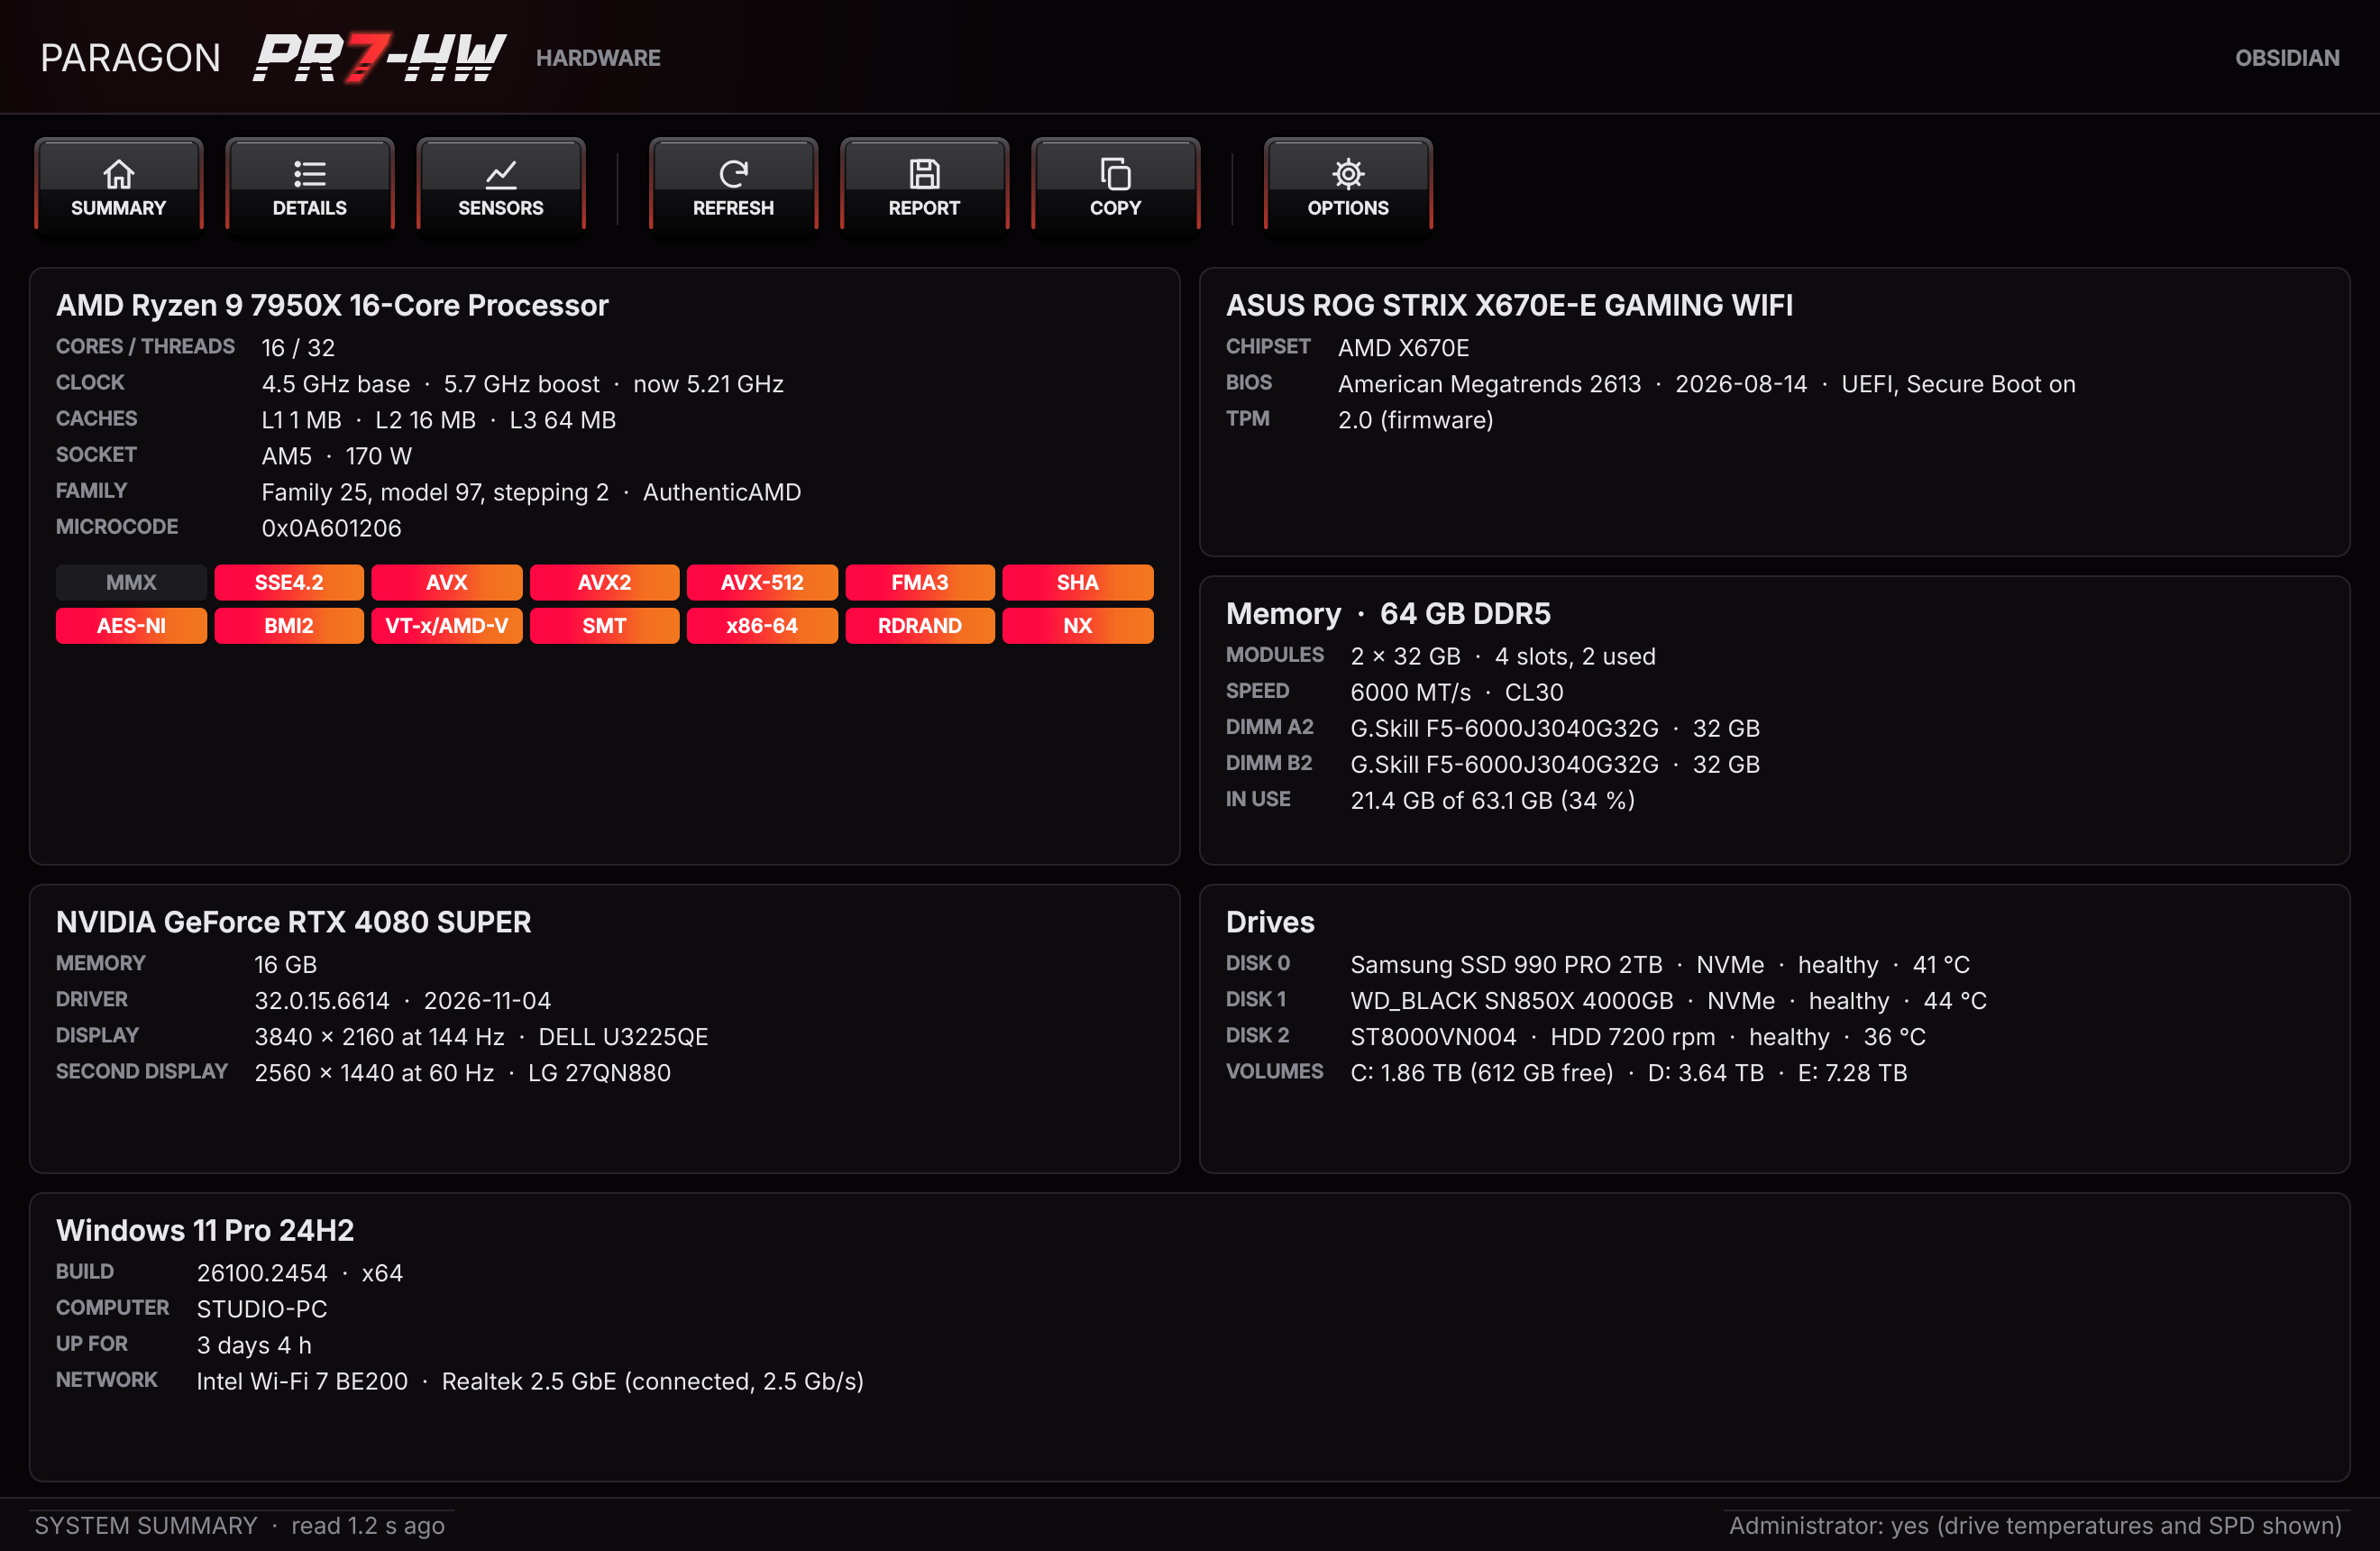 PARAGON PR7-HW HARDWARE OBSIDIAN
SUMMARY DETAILS SENSORS REFRESH REPORT COPY OPTIONS
AMD Ryzen 9 7950X 16-Core Processor
CORES / THREADS 16 / 32
CLOCK 4.5 GHz base · 5.7 GHz boost · now 5.21 GHz
CACHES L1 1 MB · L2 16 MB · L3 64 MB
SOCKET AM5 · 170 W
FAMILY Family 25, model 97, stepping 2 · AuthenticAMD
MICROCODE 0x0A601206
MMX SSE4.2 AVX AVX2 AVX-512 FMA3 SHA
AES-NI BMI2 VT-x/AMD-V SMT x86-64 RDRAND NX
ASUS ROG STRIX X670E-E GAMING WIFI
CHIPSET AMD X670E
BIOS American Megatrends 2613 · 2026-08-14 · UEFI, Secure Boot on
TPM 2.0 (firmware)
Memory · 64 GB DDR5
MODULES 2 × 32 GB · 4 slots, 2 used
SPEED 6000 MT/s · CL30
DIMM A2 G.Skill F5-6000J3040G32G · 32 GB
DIMM B2 G.Skill F5-6000J3040G32G · 32 GB
IN USE 21.4 GB of 63.1 GB (34 %)
NVIDIA GeForce RTX 4080 SUPER
MEMORY 16 GB
DRIVER 32.0.15.6614 · 2026-11-04
DISPLAY 3840 × 2160 at 144 Hz · DELL U3225QE
SECOND DISPLAY 2560 × 1440 at 60 Hz · LG 27QN880
Drives
DISK 0 Samsung SSD 990 PRO 2TB · NVMe · healthy · 41 °C
DISK 1 WD_BLACK SN850X 4000GB · NVMe · healthy · 44 °C
DISK 2 ST8000VN004 · HDD 7200 rpm · healthy · 36 °C
VOLUMES C: 1.86 TB (612 GB free) · D: 3.64 TB · E: 7.28 TB
Windows 11 Pro 24H2
BUILD 26100.2454 · x64
COMPUTER STUDIO-PC
UP FOR 3 days 4 h
NETWORK Intel Wi-Fi 7 BE200 · Realtek 2.5 GbE (connected, 2.5 Gb/s)
SYSTEM SUMMARY · read 1.2 s ago
Administrator: yes (drive temperatures and SPD shown)